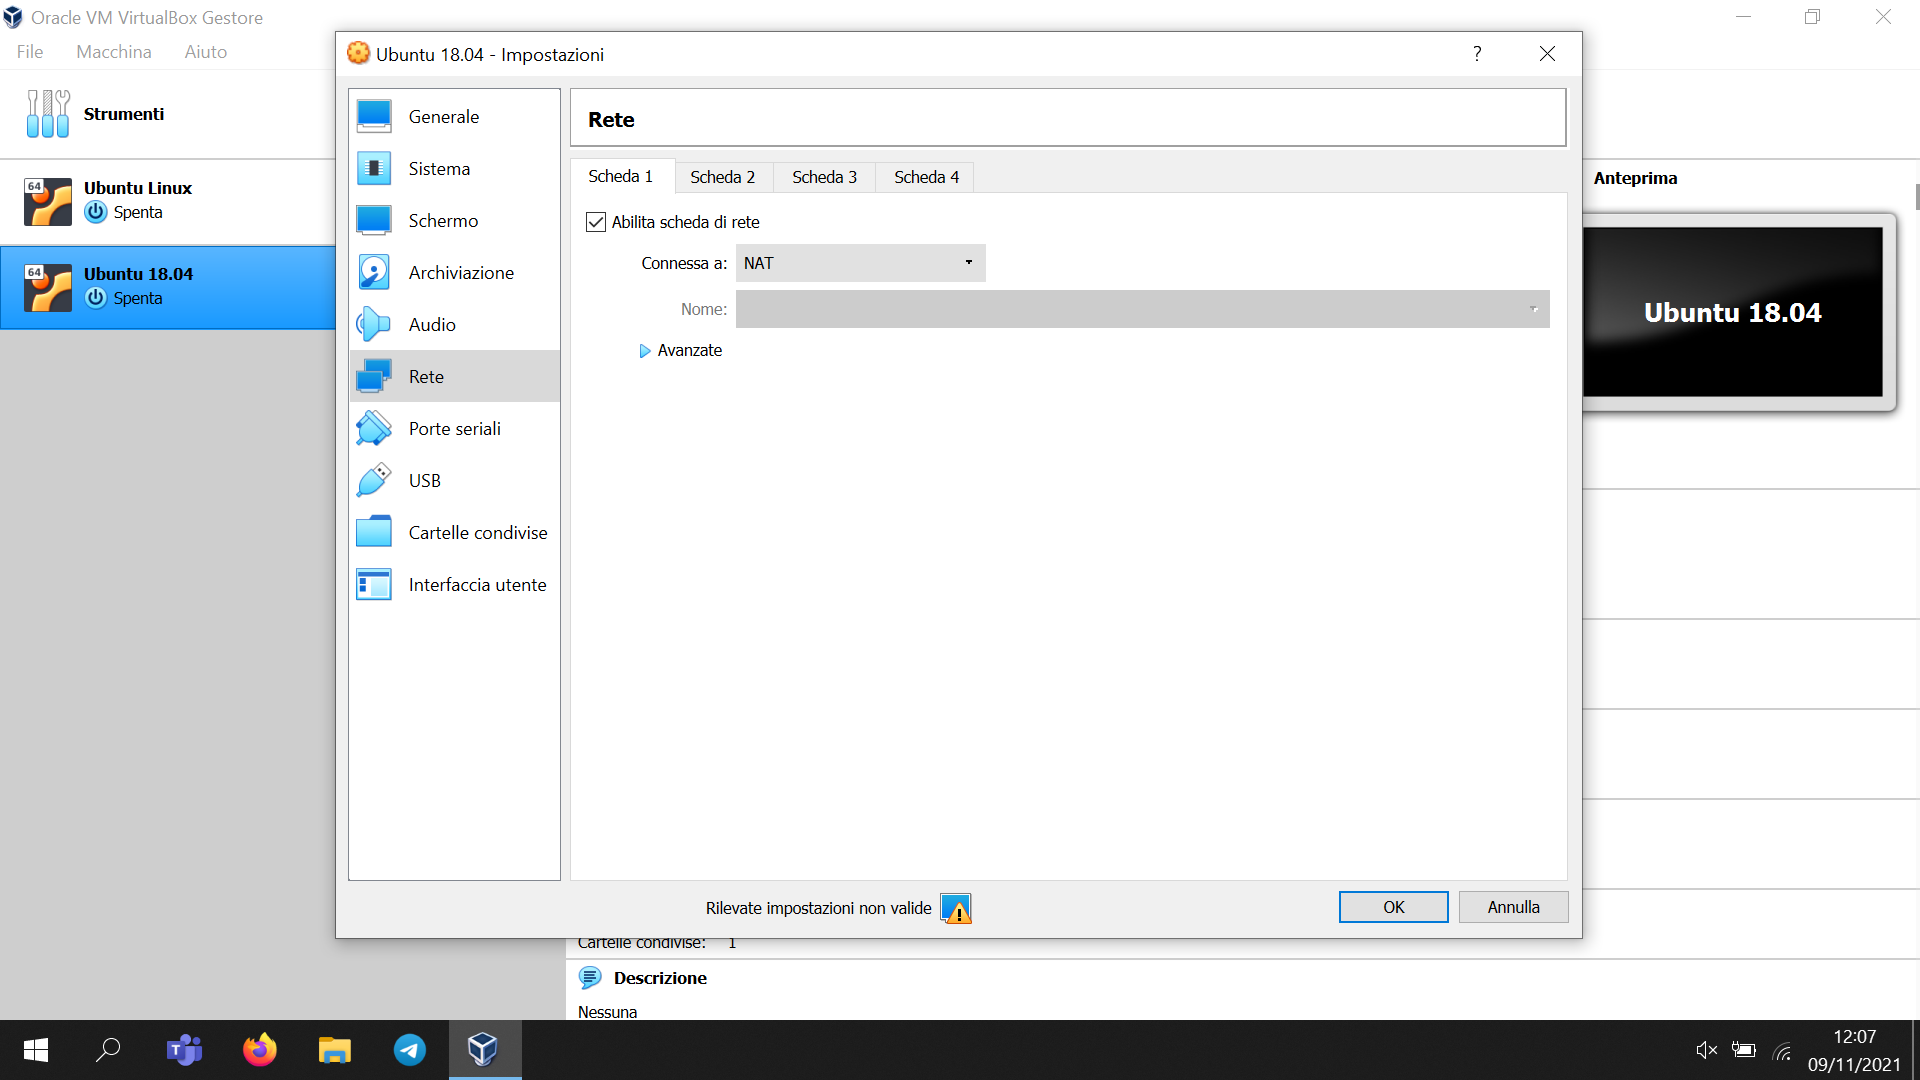 Oracle VM VirtualBox Gestore
File Macchina Aiuto
Strumenti
64
Ubuntu Linux
Spenta
64
Ubuntu 18.04
Spenta
Ubuntu 18.04 - Impostazioni
?
Generale
Sistema
Schermo
Archiviazione
Audio
Rete
Porte seriali
USB
Cartelle condivise
Interfaccia utente
Rete
Scheda 1 Scheda 2 Scheda 3 Scheda 4
Abilita scheda di rete
Connessa a: NAT
Nome:
Avanzate
Rilevate impostazioni non valide
OK Annulla
Anteprima
Ubuntu 18.04
Cartelle condivise: 1
Descrizione
Nessuna
12:07
09/11/2021